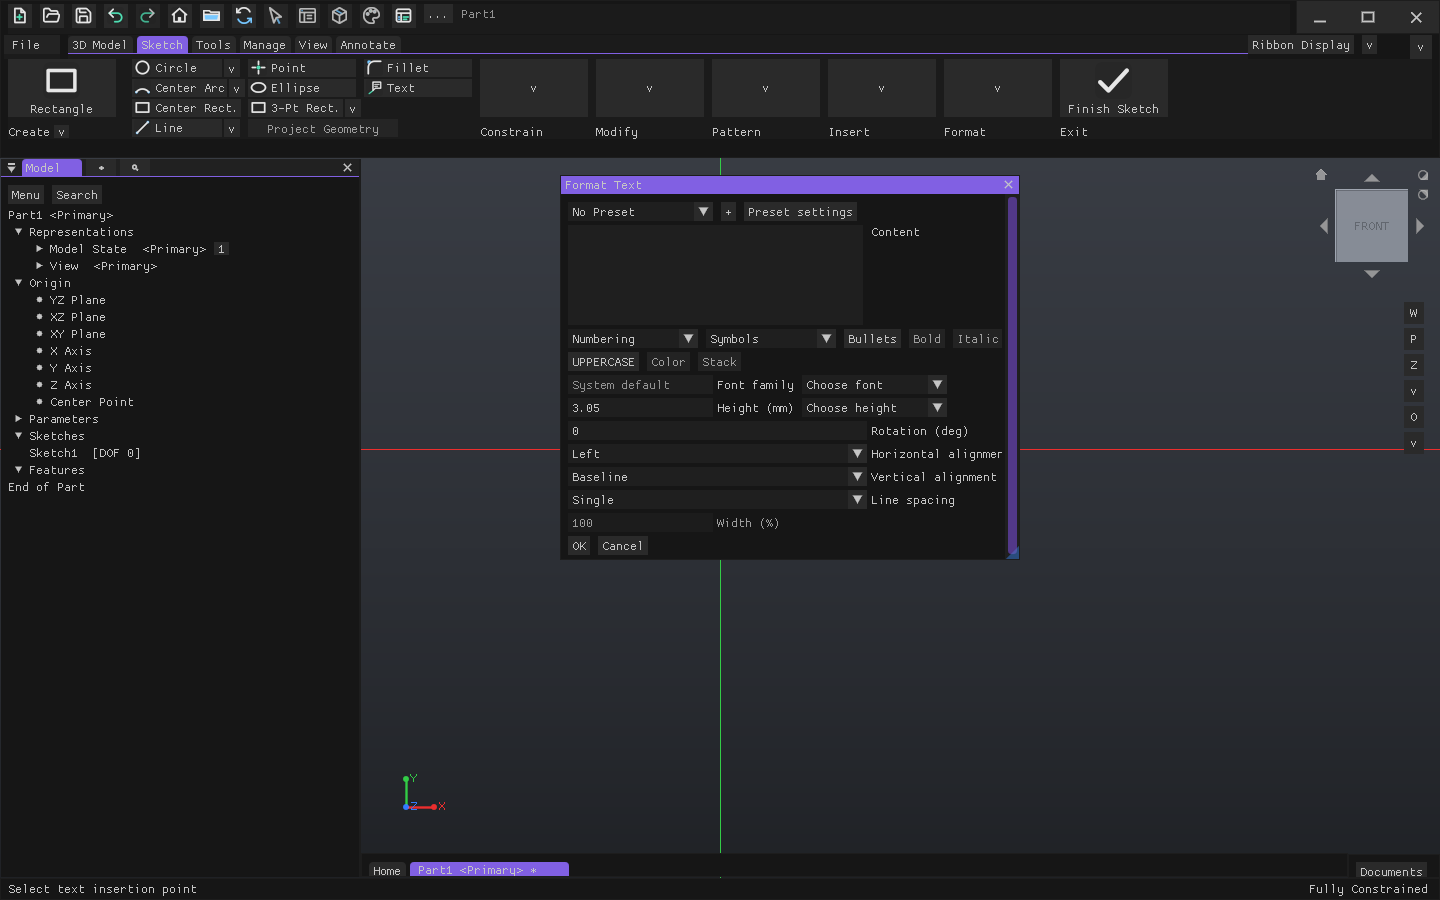 ... Part1
File 3D Model Sketch Tools Manage View Annotate Ribbon Display v v
Rectangle
Create v
Circle v
Center Arc v
Center Rect.
Line v
Point
Ellipse
3-Pt Rect. v
Project Geometry
Fillet
Text
v
Constrain
v
Modify
v
Pattern
v
Insert
v
Format
Finish Sketch
Exit
Model
Menu Search
Part1 <Primary>
Representations
Model State <Primary> 1
View <Primary>
Origin
YZ Plane
XZ Plane
XY Plane
X Axis
Y Axis
Z Axis
Center Point
Parameters
Sketches
Sketch1 [DOF 0]
Features
End of Part
Format Text
No Preset + Preset settings
Content
Numbering Symbols Bullets Bold Italic
UPPERCASE Color Stack
System default Font family Choose font
3.05 Height (mm) Choose height
0 Rotation (deg)
Left Horizontal alignmen
Baseline Vertical alignment
Single Line spacing
100 Width (%)
OK Cancel
FRONT
W
P
Z
v
O
v
Y
Z X
Home Part1 <Primary> * Documents
Select text insertion point Fully Constrained